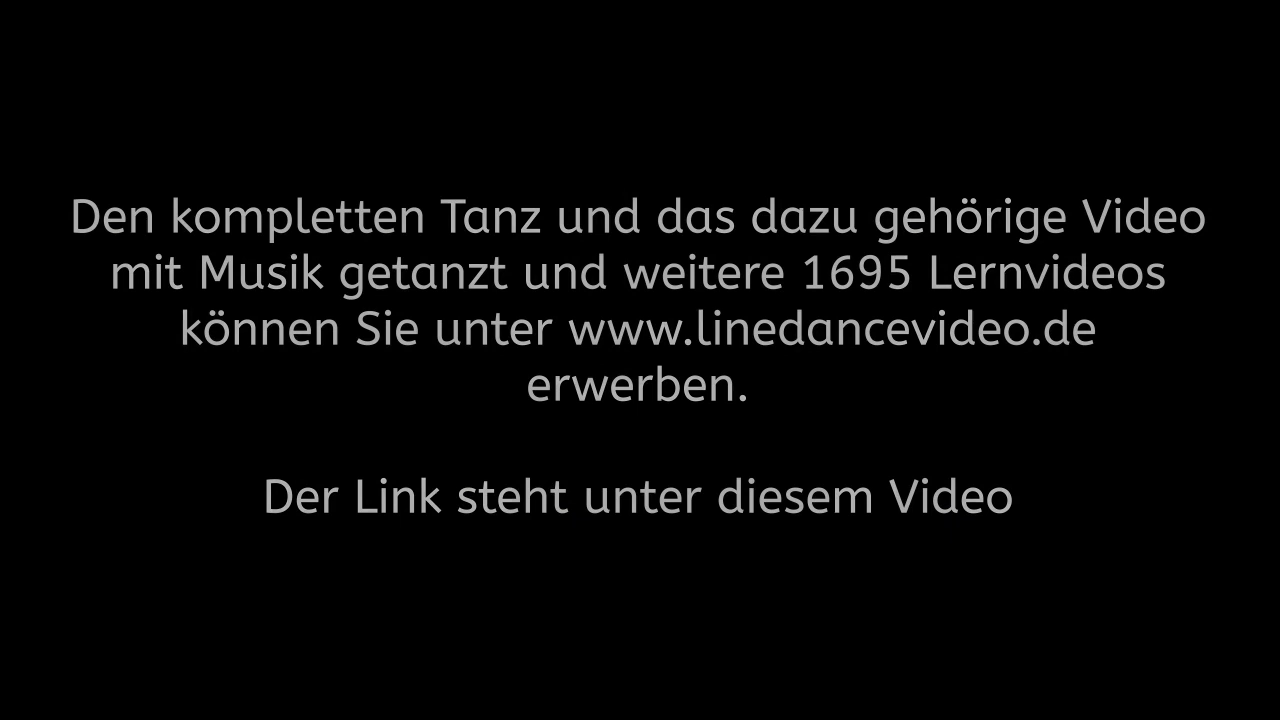 Den kompletten Tanz und das dazu gehörige Video
mit Musik getanzt und weitere 1695 Lernvideos
können Sie unter www.linedancevideo.de
erwerben.
Der Link steht unter diesem Video